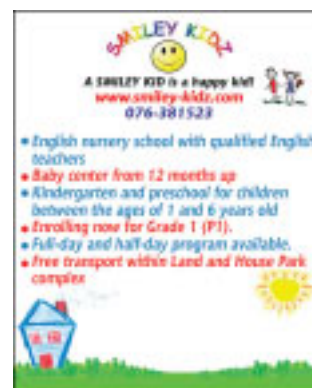 SMILEY KIDZ
A SMILEY KID is a happy kid!
www.smiley-kidz.com
076-381523
• English nursery school with qualified English
teachers
• Baby center from 12 months up
• Kindergarten and preschool for children
between the ages of 1 and 6 years old
• Enrolling now for Grade 1 (P1).
• Full-day and half-day program available.
• Free transport within Land and House Park
complex